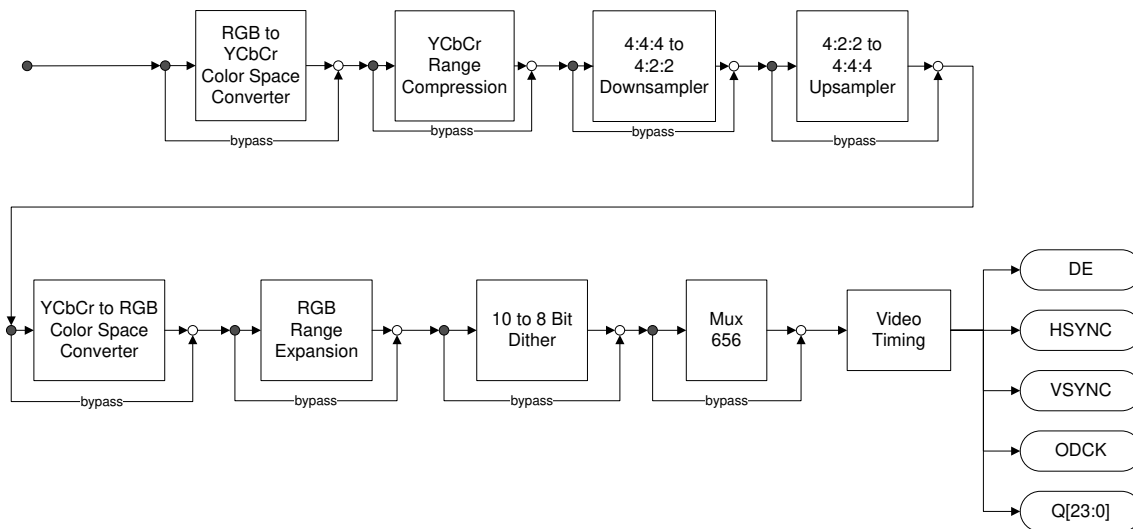 RGB to
YCbCr
Color Space
Converter
YCbCr
Range
Compression
4:4:4 to
4:2:2
Downsampler
4:2:2 to
4:4:4
Upsampler
bypass
bypass
bypass
bypass
YCbCr to RGB
Color Space
Converter
RGB
Range
Expansion
10 to 8 Bit
Dither
Mux
656
Video
Timing
bypass
bypass
bypass
bypass
DE
HSYNC
VSYNC
ODCK
Q[23:0]